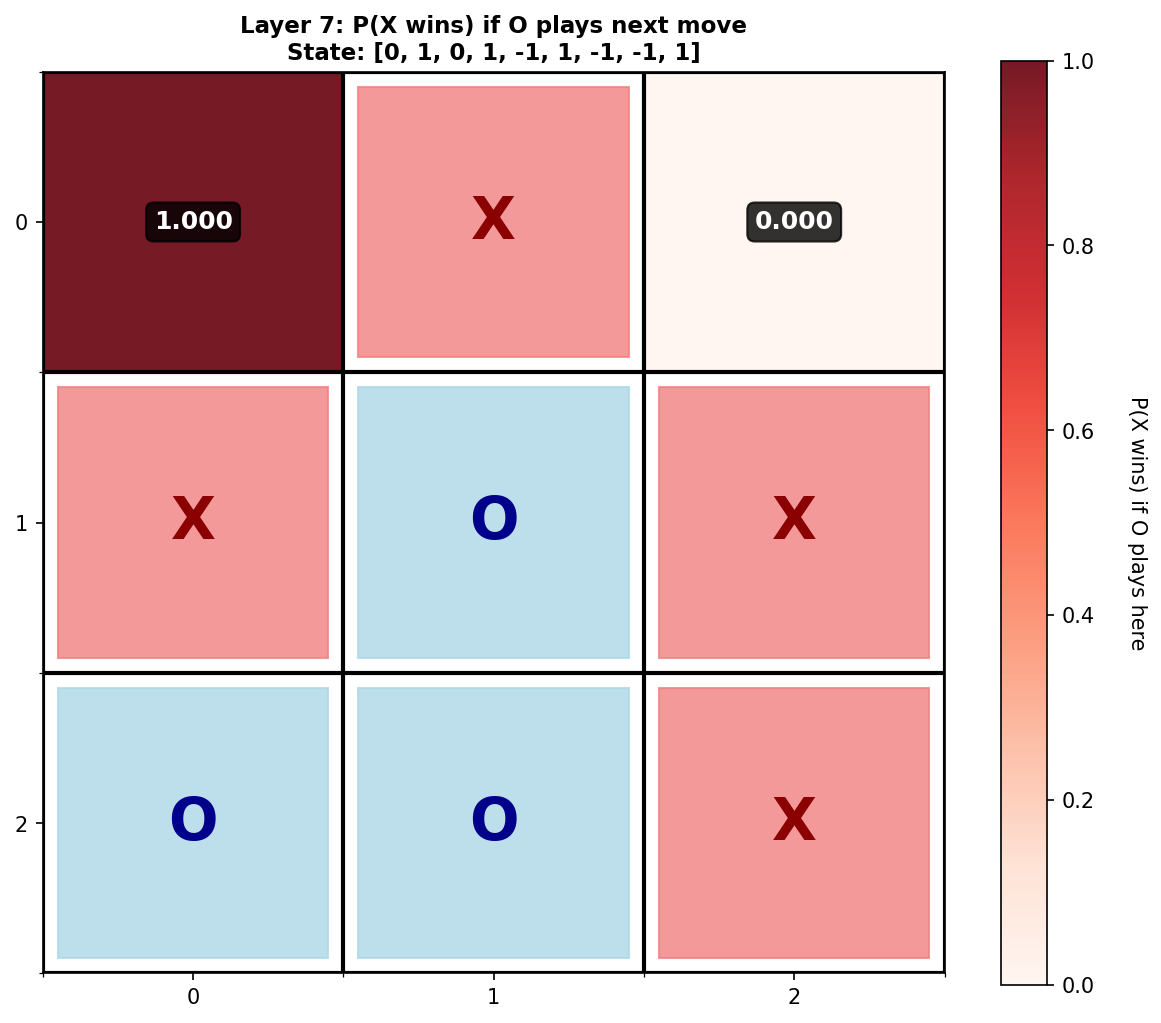 Layer 7: P(X wins) if O plays next move
State: [0, 1, 0, 1, -1, 1, -1, -1, 1]
1.000
X
0.000
X
O
X
O
O
X
0
1
2
0
1
2
1.0
0.8
0.6
0.4
0.2
0.0
P(X wins) if O plays here